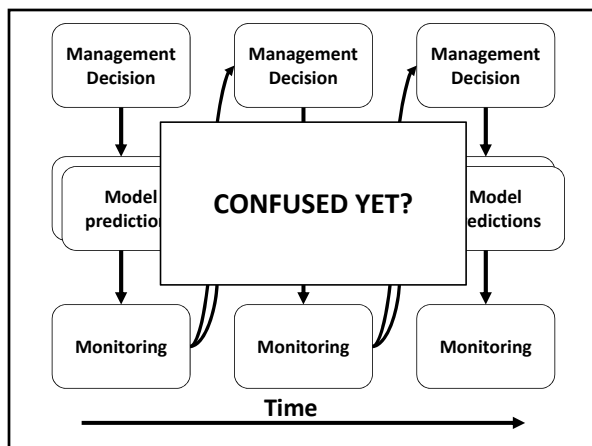 Management
Decision
Management
Decision
Management
Decision
Model
prediction
CONFUSED YET?
Model
edictions
Monitoring
Monitoring
Monitoring
Time